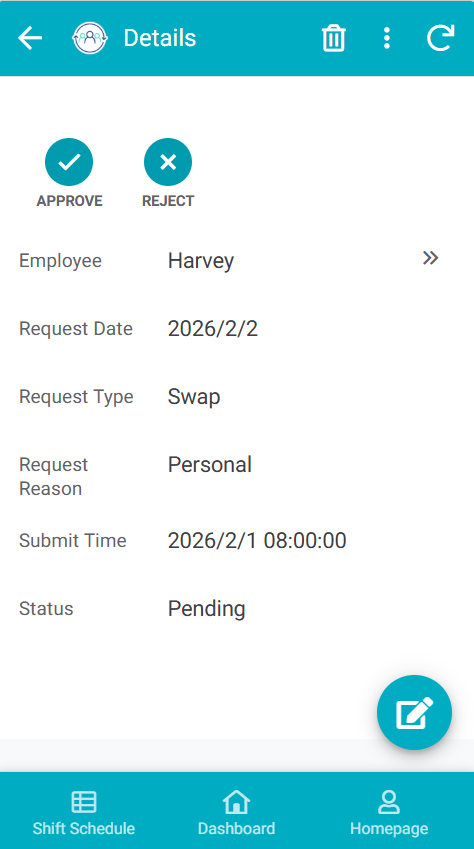 Details
APPROVE
REJECT
Employee Harvey
Request Date 2026/2/2
Request Type Swap
Request Personal
Reason
Submit Time 2026/2/1 08:00:00
Status Pending
Shift Schedule Dashboard Homepage